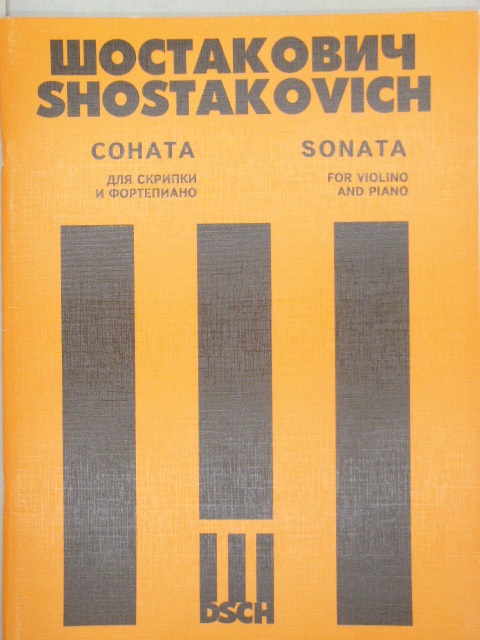 ШОСТАКОВИЧ
SHOSTAKOVICH
СОНАТА
ДЛЯ СКРИПКИ
И ФОРТЕПИАНО
SONATA
FOR VIOLINO
AND PIANO
DSCH